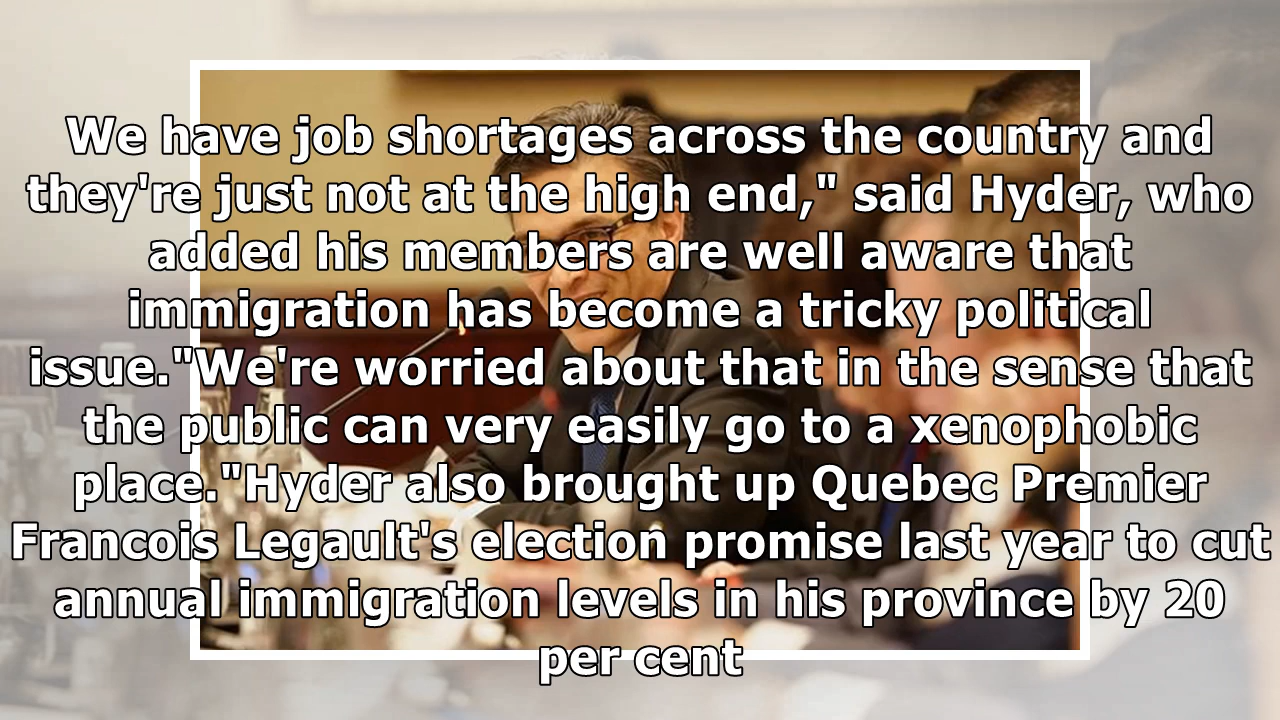 We have job shortages across the country and
they're just not at the high end," said Hyder, who
added his members are well aware that
immigration has become a tricky political
issue."We're worried about that in the sense that
the public can very easily go to a xenophobic
place."Hyder also brought up Quebec Premier
Francois Legault's election promise last year to cut
annual immigration levels in his province by 20
per cent